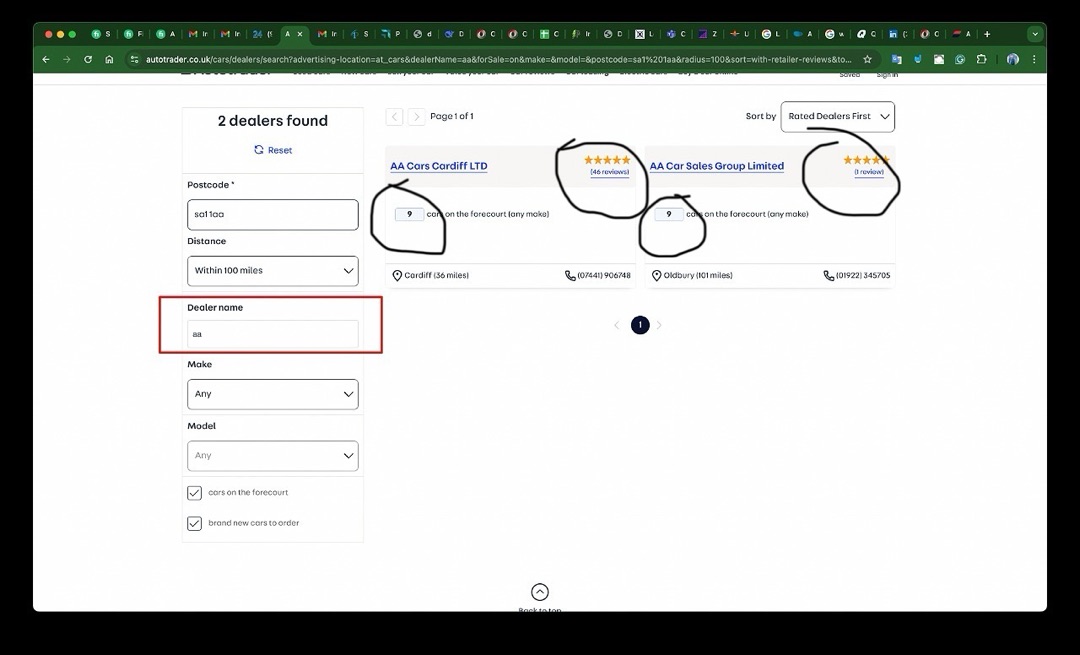 autotrader.co.uk/cars/dealers/search?advertising-location=at_cars&dealerName=aa&forSale=on&make=&model=&postcode=sa1%201aa&radius=100&sort=with-retailer-reviews&to...
Saved Sign in
2 dealers found
Reset
Postcode *
sa1 1aa
Distance
Within 100 miles
Dealer name
aa
Make
Any
Model
Any
cars on the forecourt
brand new cars to order
Page 1 of 1
Sort by Rated Dealers First
AA Cars Cardiff LTD
(46 reviews)
9 cars on the forecourt (any make)
Cardiff (36 miles) (07441) 906748
AA Car Sales Group Limited
(1 review)
9 cars on the forecourt (any make)
Oldbury (101 miles) (01922) 345705
1
Back to top